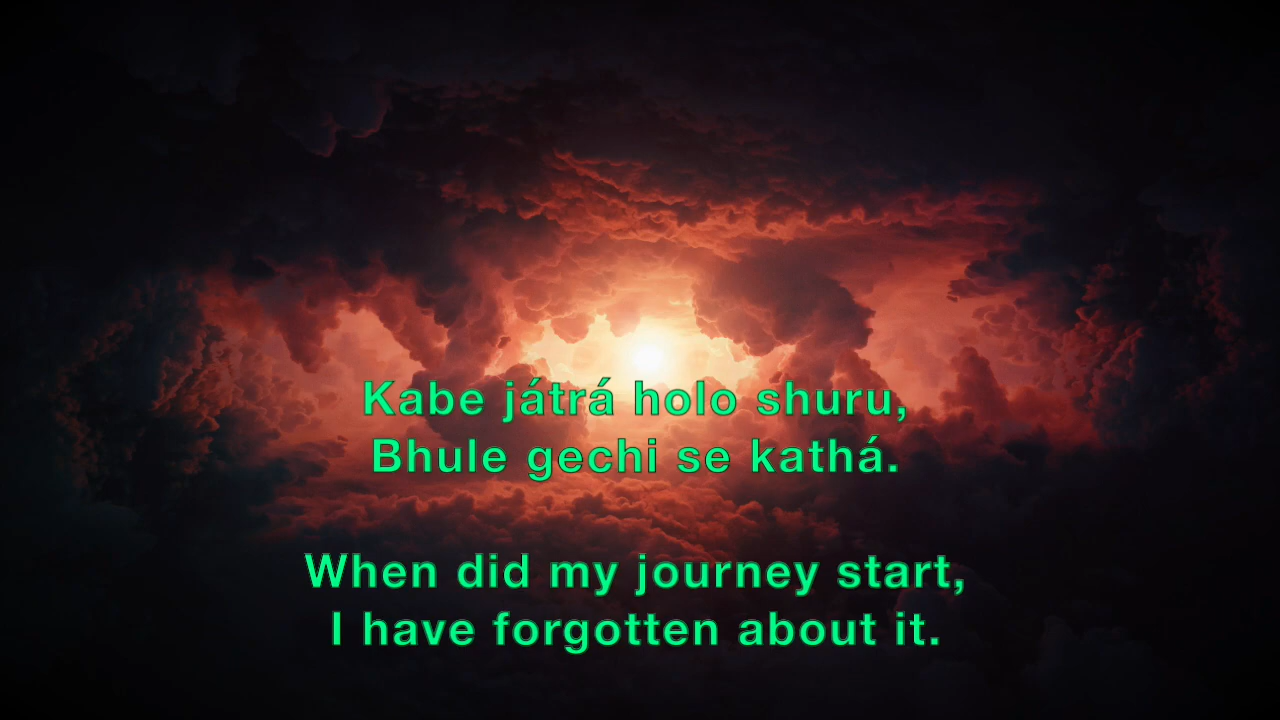 Kabe játrá holo shuru,
Bhule gechi se kathá.
When did my journey start,
I have forgotten about it.